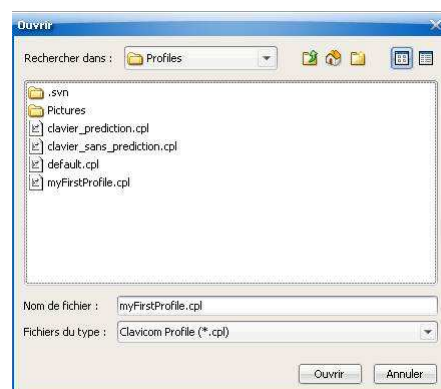 Ouvrir
Rechercher dans : Profiles
.svn
Pictures
clavier_prediction.cpl
clavier_sans_prediction.cpl
default.cpl
myFirstProfile.cpl
Nom de fichier : myFirstProfile.cpl
Fichiers du type : Clavicom Profile (*.cpl)
Ouvrir Annuler